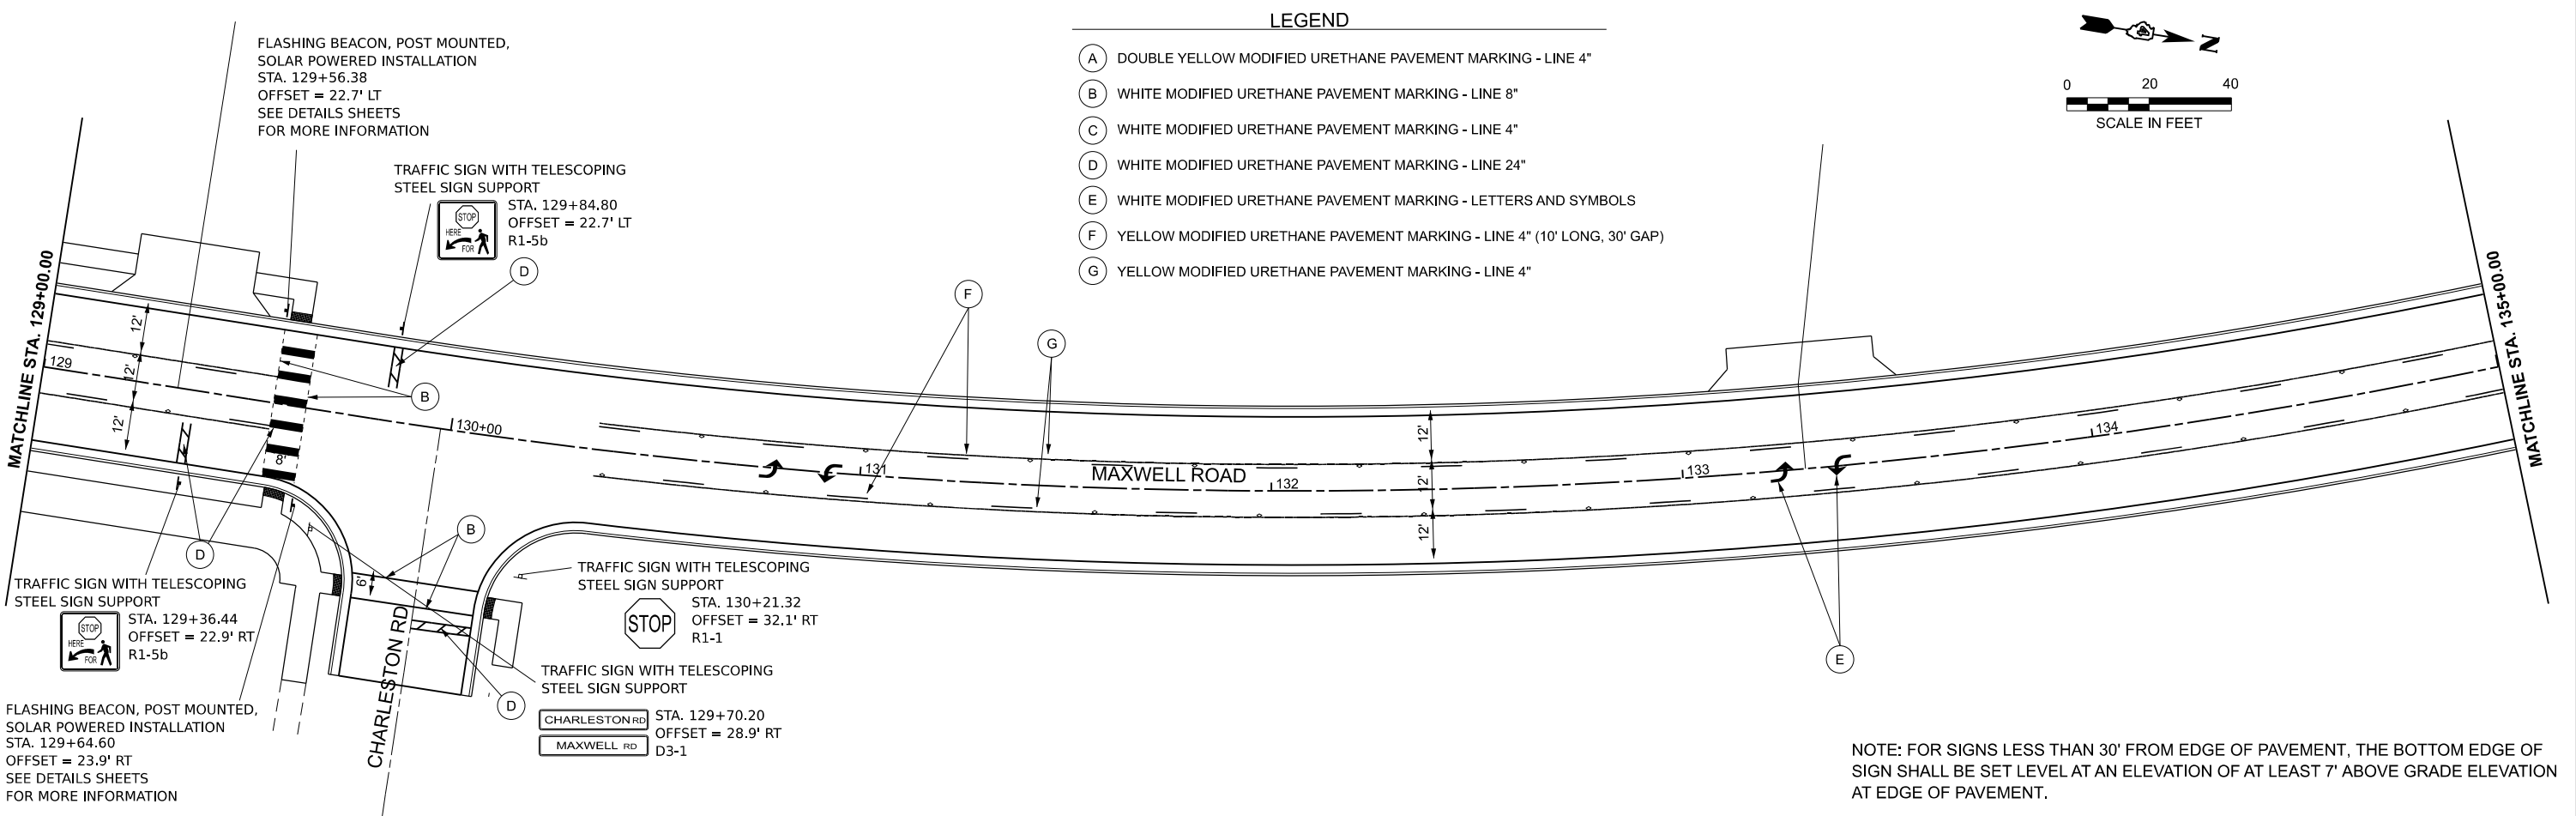 LEGEND
A DOUBLE YELLOW MODIFIED URETHANE PAVEMENT MARKING - LINE 4"
B WHITE MODIFIED URETHANE PAVEMENT MARKING - LINE 8"
C WHITE MODIFIED URETHANE PAVEMENT MARKING - LINE 4"
D WHITE MODIFIED URETHANE PAVEMENT MARKING - LINE 24"
E WHITE MODIFIED URETHANE PAVEMENT MARKING - LETTERS AND SYMBOLS
F YELLOW MODIFIED URETHANE PAVEMENT MARKING - LINE 4" (10' LONG, 30' GAP)
G YELLOW MODIFIED URETHANE PAVEMENT MARKING - LINE 4"
N
0 20 40
SCALE IN FEET
FLASHING BEACON, POST MOUNTED,
SOLAR POWERED INSTALLATION
STA. 129+56.38
OFFSET = 22.7' LT
SEE DETAILS SHEETS
FOR MORE INFORMATION
TRAFFIC SIGN WITH TELESCOPING
STEEL SIGN SUPPORT
STOP
HERE
FOR
STA. 129+84.80
OFFSET = 22.7' LT
R1-5b
D
MATCHLINE STA. 129+00.00
12'
12'
12'
129
B
8'
130+00
F
G
131
MAXWELL ROAD
132
12'
12'
12'
133
134
MATCHLINE STA. 135+00.00
D
B
6'
E
TRAFFIC SIGN WITH TELESCOPING
STEEL SIGN SUPPORT
STOP
HERE
FOR
STA. 129+36.44
OFFSET = 22.9' RT
R1-5b
TRAFFIC SIGN WITH TELESCOPING
STEEL SIGN SUPPORT
STOP
STA. 130+21.32
OFFSET = 32.1' RT
R1-1
CHARLESTON RD
D
TRAFFIC SIGN WITH TELESCOPING
STEEL SIGN SUPPORT
CHARLESTON RD
MAXWELL RD
STA. 129+70.20
OFFSET = 28.9' RT
D3-1
FLASHING BEACON, POST MOUNTED,
SOLAR POWERED INSTALLATION
STA. 129+64.60
OFFSET = 23.9' RT
SEE DETAILS SHEETS
FOR MORE INFORMATION
NOTE: FOR SIGNS LESS THAN 30' FROM EDGE OF PAVEMENT, THE BOTTOM EDGE OF
SIGN SHALL BE SET LEVEL AT AN ELEVATION OF AT LEAST 7' ABOVE GRADE ELEVATION
AT EDGE OF PAVEMENT.